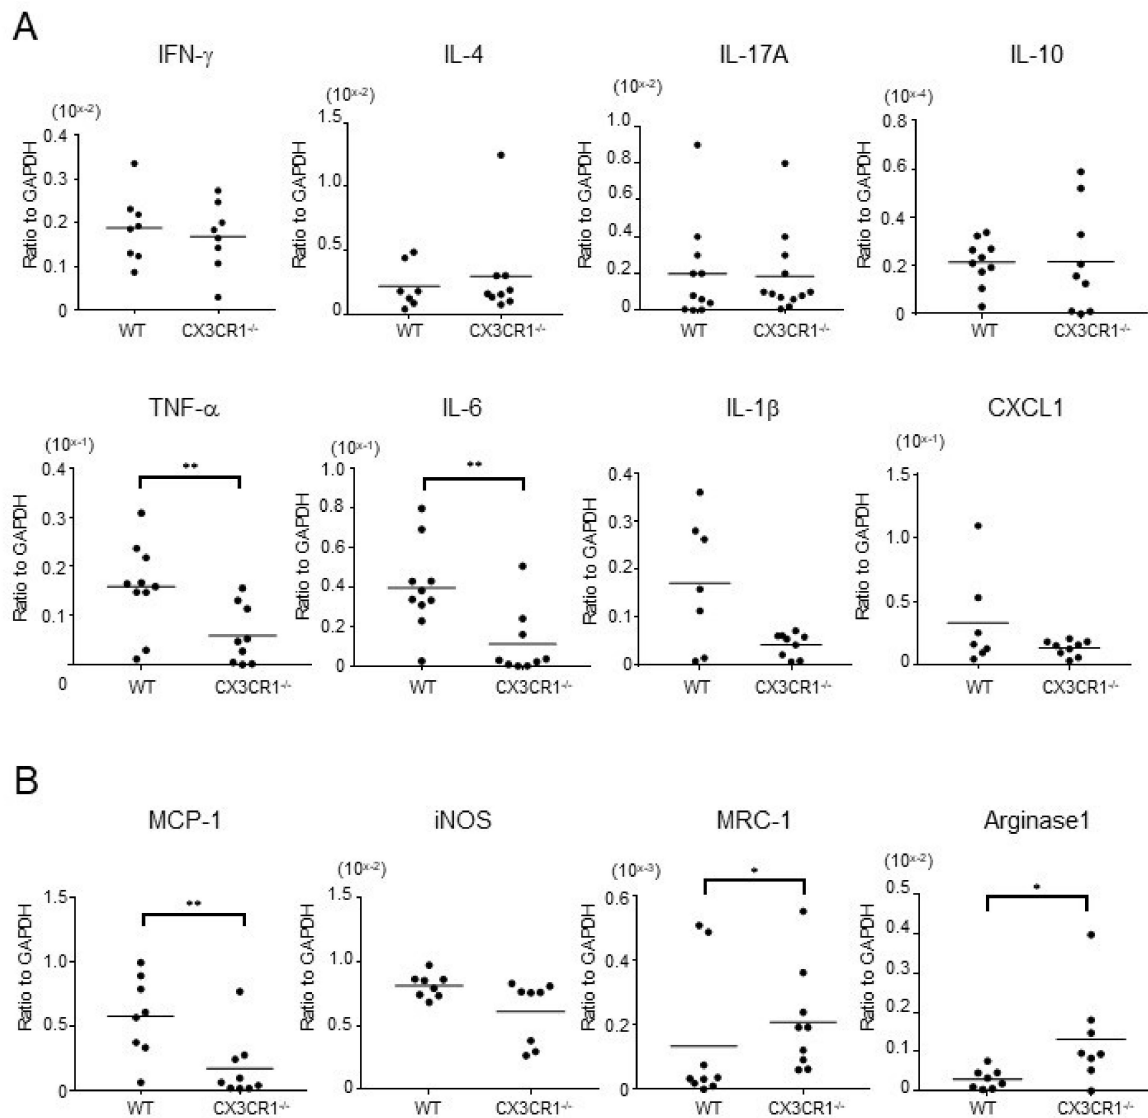 A
IFN-γ IL-4 IL-17A IL-10
(10ˣ⁻²) (10ˣ⁻²) (10ˣ⁻²) (10ˣ⁻⁴)
Ratio to GAPDH Ratio to GAPDH Ratio to GAPDH Ratio to GAPDH
0.4 1.5 1.0 0.8
0.3 1.0 0.8 0.6
0.2 0.5 0.6 0.4
0.1 0 0.4 0.2
0 0.2 0
0
WT CX3CR1⁻/⁻ WT CX3CR1⁻/⁻ WT CX3CR1⁻/⁻ WT CX3CR1⁻/⁻
TNF-α IL-6 IL-1β CXCL1
(10ˣ⁻¹) (10ˣ⁻¹) (10ˣ⁻¹)
** **
Ratio to GAPDH Ratio to GAPDH Ratio to GAPDH Ratio to GAPDH
0.4 1.0 0.4 1.5
0.3 0.8 0.3 1.0
0.2 0.6 0.2 0.5
0.1 0.4 0.1 0
0 0.2 0
0
WT CX3CR1⁻/⁻ WT CX3CR1⁻/⁻ WT CX3CR1⁻/⁻ WT CX3CR1⁻/⁻
B
MCP-1 iNOS MRC-1 Arginase1
(10ˣ⁻²) (10ˣ⁻³) (10ˣ⁻²)
** * *
Ratio to GAPDH Ratio to GAPDH Ratio to GAPDH Ratio to GAPDH
1.5 1.5 0.6 0.5
1.0 1.0 0.4 0.4
0.5 0.5 0.2 0.3
0 0 0 0.2
0.1
0
WT CX3CR1⁻/⁻ WT CX3CR1⁻/⁻ WT CX3CR1⁻/⁻ WT CX3CR1⁻/⁻